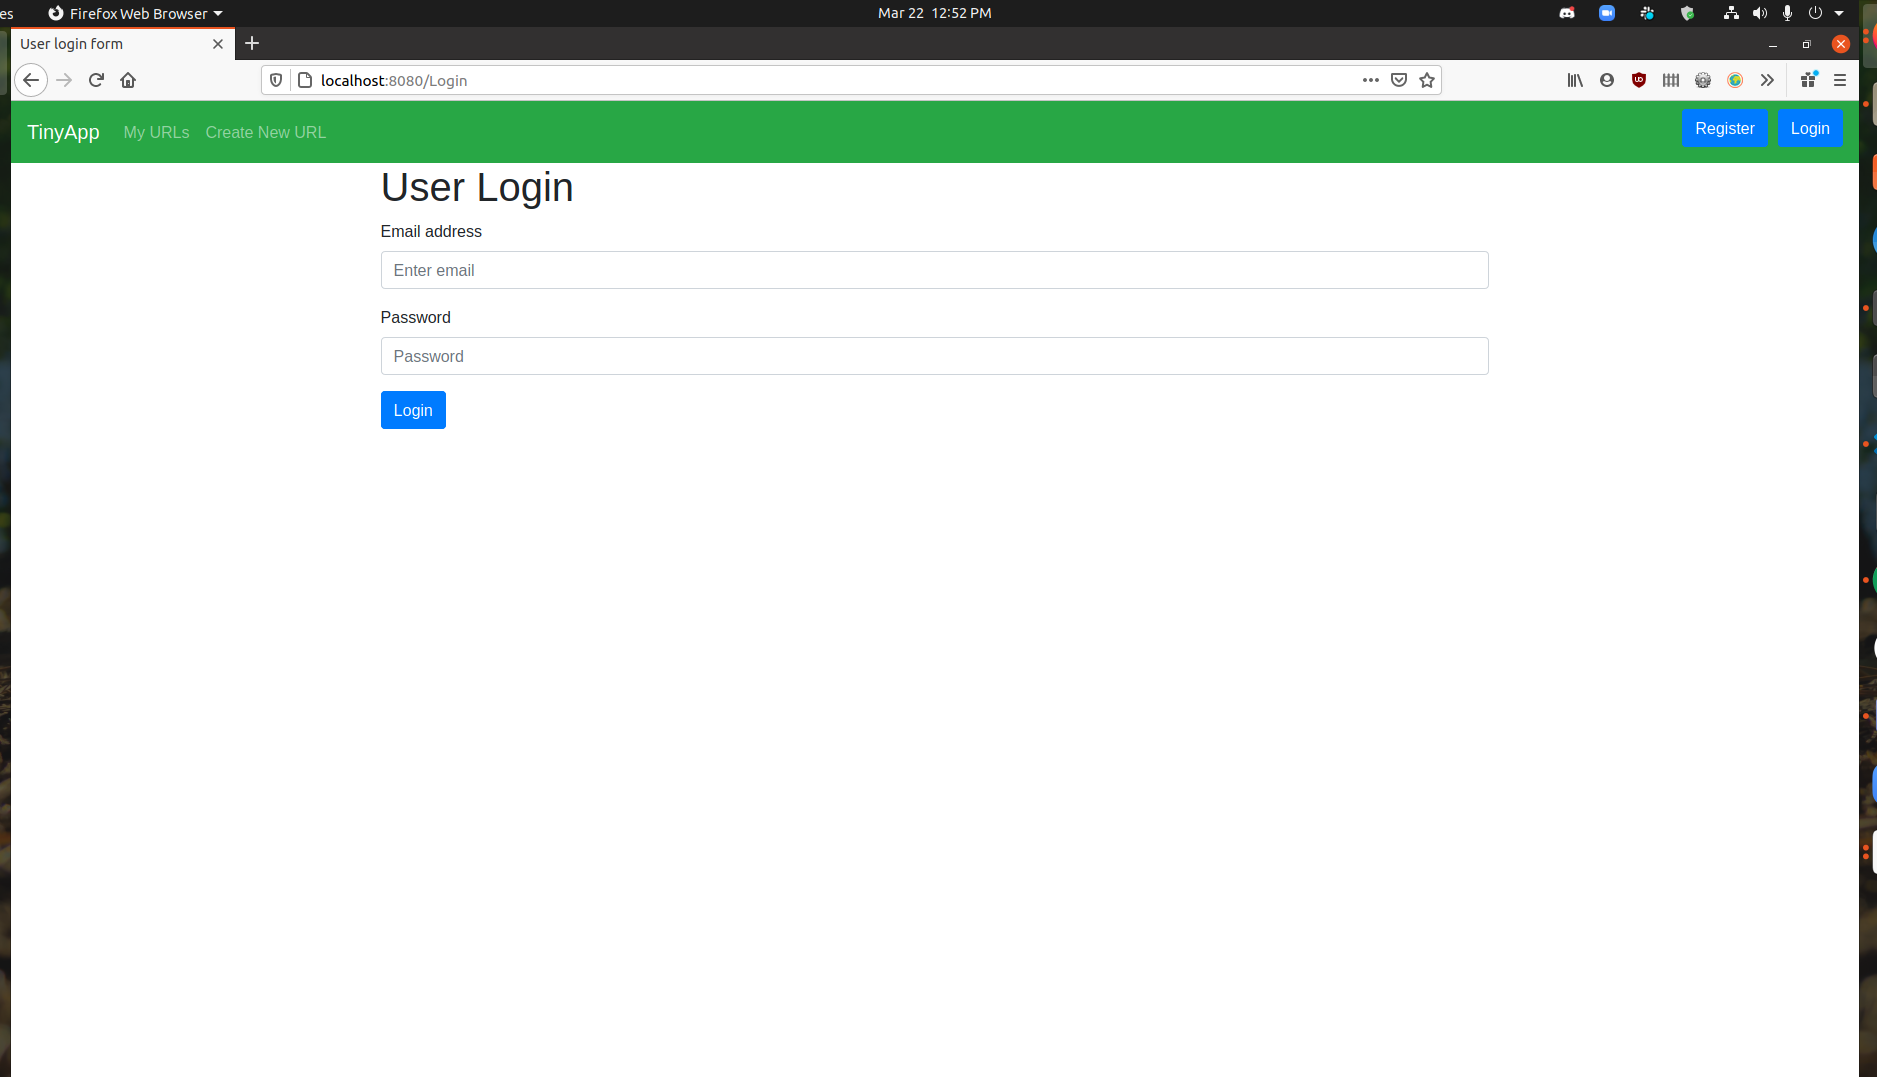 es Firefox Web Browser Mar 22 12:52 PM
User login form
localhost:8080/Login
TinyApp My URLs Create New URL Register Login
User Login
Email address
Enter email
Password
Password
Login